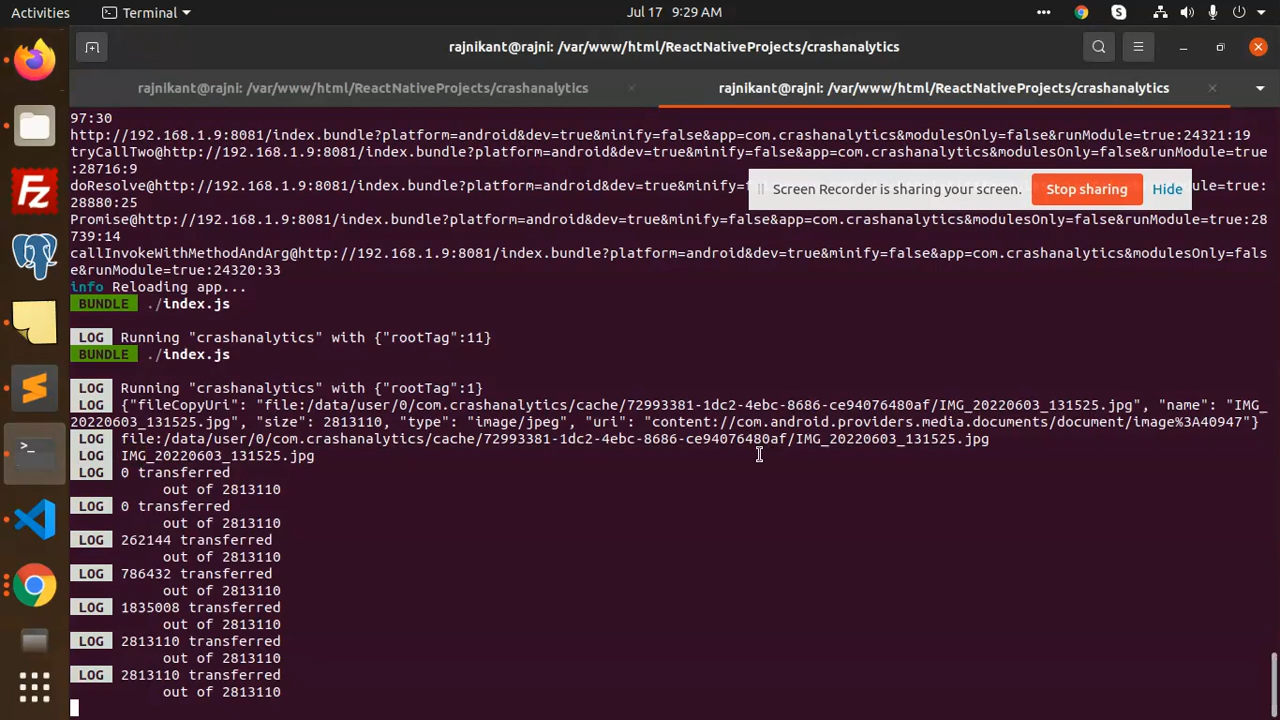 Activities Terminal Jul 17 9:29 AM
rajnikant@rajni: /var/www/html/ReactNativeProjects/crashanalytics
rajnikant@rajni: /var/www/html/ReactNativeProjects/crashanalytics rajnikant@rajni: /var/www/html/ReactNativeProjects/crashanalytics
97:30
http://192.168.1.9:8081/index.bundle?platform=android&dev=true&minify=false&app=com.crashanalytics&modulesOnly=false&runModule=true:24321:19
tryCallTwo@http://192.168.1.9:8081/index.bundle?platform=android&dev=true&minify=false&app=com.crashanalytics&modulesOnly=false&runModule=true
:28716:9
doResolve@http://192.168.1.9:8081/index.bundle?platform=android&dev=true&minify=f
Screen Recorder is sharing your screen. Stop sharing Hide
28880:25
Promise@http://192.168.1.9:8081/index.bundle?platform=android&dev=true&minify=false&app=com.crashanalytics&modulesOnly=false&runModule=true:28
739:14
callInvokeWithMethodAndArg@http://192.168.1.9:8081/index.bundle?platform=android&dev=true&minify=false&app=com.crashanalytics&modulesOnly=fals
e&runModule=true:24320:33
info Reloading app...
BUNDLE ./index.js
LOG Running "crashanalytics" with {"rootTag":11}
BUNDLE ./index.js
LOG Running "crashanalytics" with {"rootTag":1}
LOG {"fileCopyUri": "file:/data/user/0/com.crashanalytics/cache/72993381-1dc2-4ebc-8686-ce94076480af/IMG_20220603_131525.jpg", "name": "IMG_
20220603_131525.jpg", "size": 2813110, "type": "image/jpeg", "uri": "content://com.android.providers.media.documents/document/image%3A40947"}
LOG file:/data/user/0/com.crashanalytics/cache/72993381-1dc2-4ebc-8686-ce94076480af/IMG_20220603_131525.jpg
LOG IMG_20220603_131525.jpg
LOG 0 transferred
out of 2813110
LOG 0 transferred
out of 2813110
LOG 262144 transferred
out of 2813110
LOG 786432 transferred
out of 2813110
LOG 1835008 transferred
out of 2813110
LOG 2813110 transferred
out of 2813110
LOG 2813110 transferred
out of 2813110